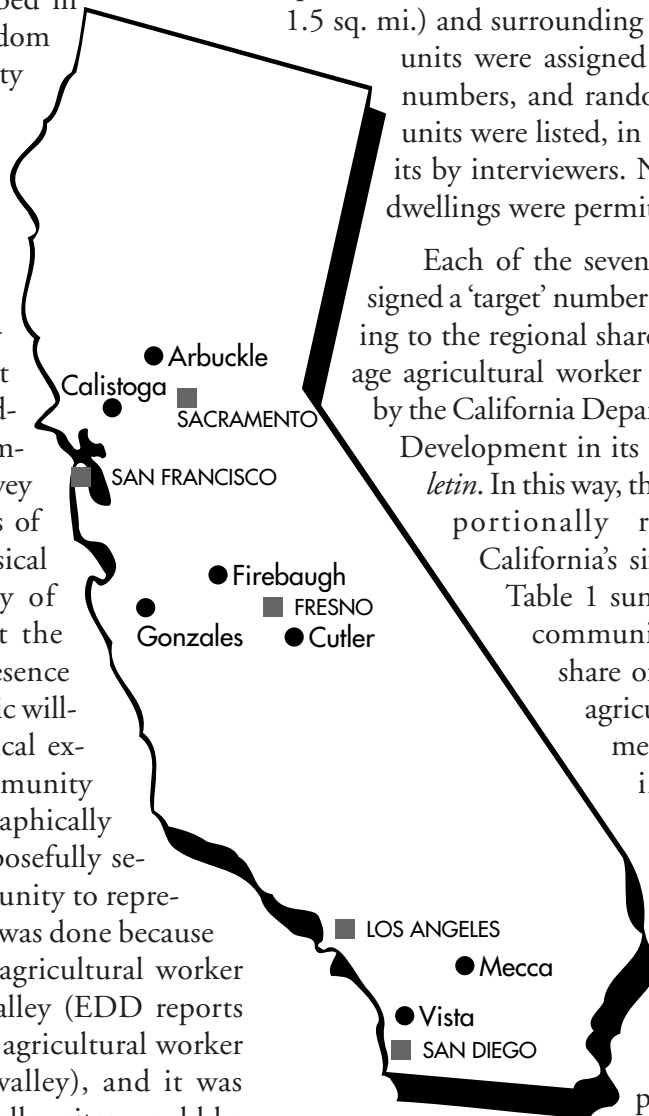 dom
ty
t
d-
m-
vey
s of
sical
y of
t the
esence
ic will-
ical ex-
munity
aphically
posefully se-
unity to repre-
was done because
agricultural worker
alley (EDD reports
agricultural worker
valley), and it was
Arbuckle
Calistoga
SACRAMENTO
SAN FRANCISCO
Firebaugh
FRESNO
Gonzales
Cutler
LOS ANGELES
Mecca
Vista
SAN DIEGO
1.5 sq. mi.) and surrounding
units were assigned
numbers, and rando
units were listed, in
its by interviewers. N
dwellings were permit
Each of the seven
signed a ‘target’ number
ing to the regional share
age agricultural worker
by the California Depar
Development in its
letin. In this way, th
portionally r
California’s si
Table 1 sum
communi
share o
agricu
me
i
p